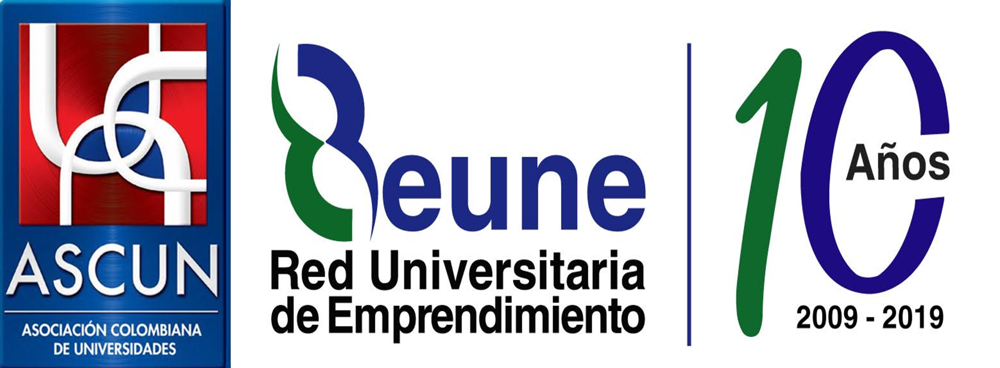 ASCUN
ASOCIACIÓN COLOMBIANA
DE UNIVERSIDADES
Reune
Red Universitaria
de Emprendimiento
10
Años
2009 - 2019